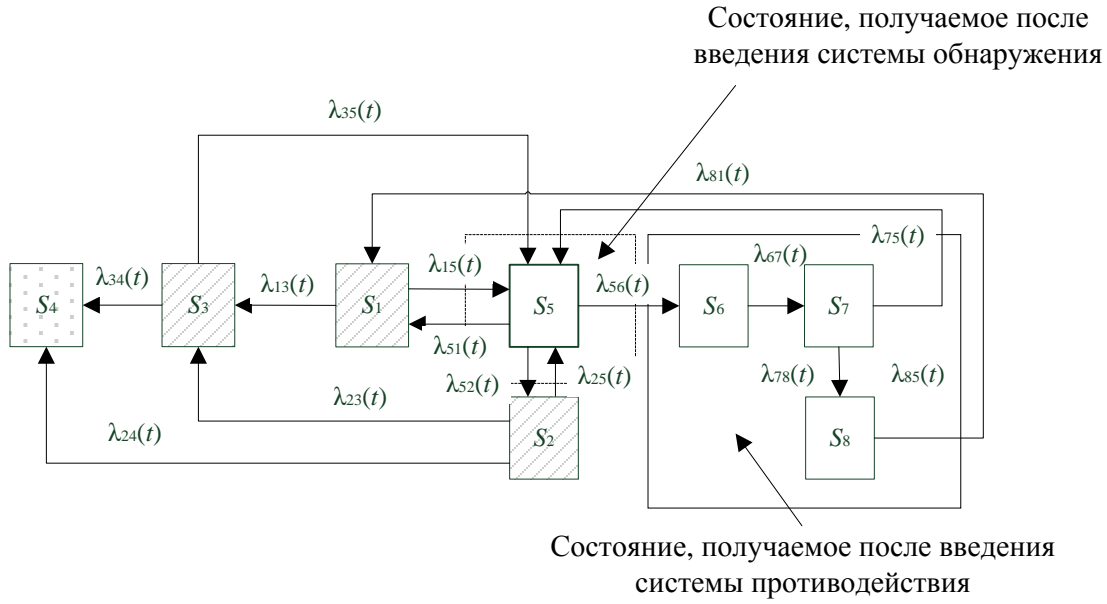 Состояние, получаемое после
введения системы обнаружения
λ35(t)
λ81(t)
λ75(t)
λ67(t)
λ15(t)
λ56(t)
λ34(t)
λ13(t)
S4
S3
S1
S5
S6
S7
λ51(t)
λ52(t)
λ25(t)
λ78(t)
λ85(t)
λ23(t)
λ24(t)
S2
S8
Состояние, получаемое после введения
системы противодействия